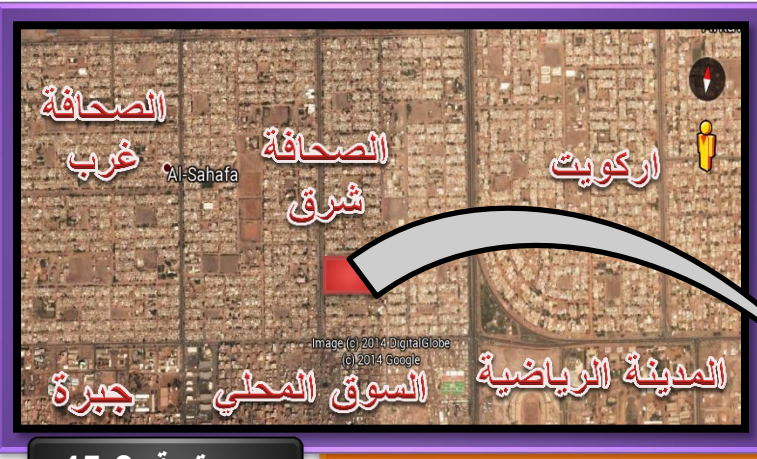 الصحافة
غرب
Al-Sahafa
الصحافة
شرق
اركويت
Image (c) 2014 DigitalGlobe
(c) 2014 Google
جبرة
السوق المحلي
المدينة الرياضية